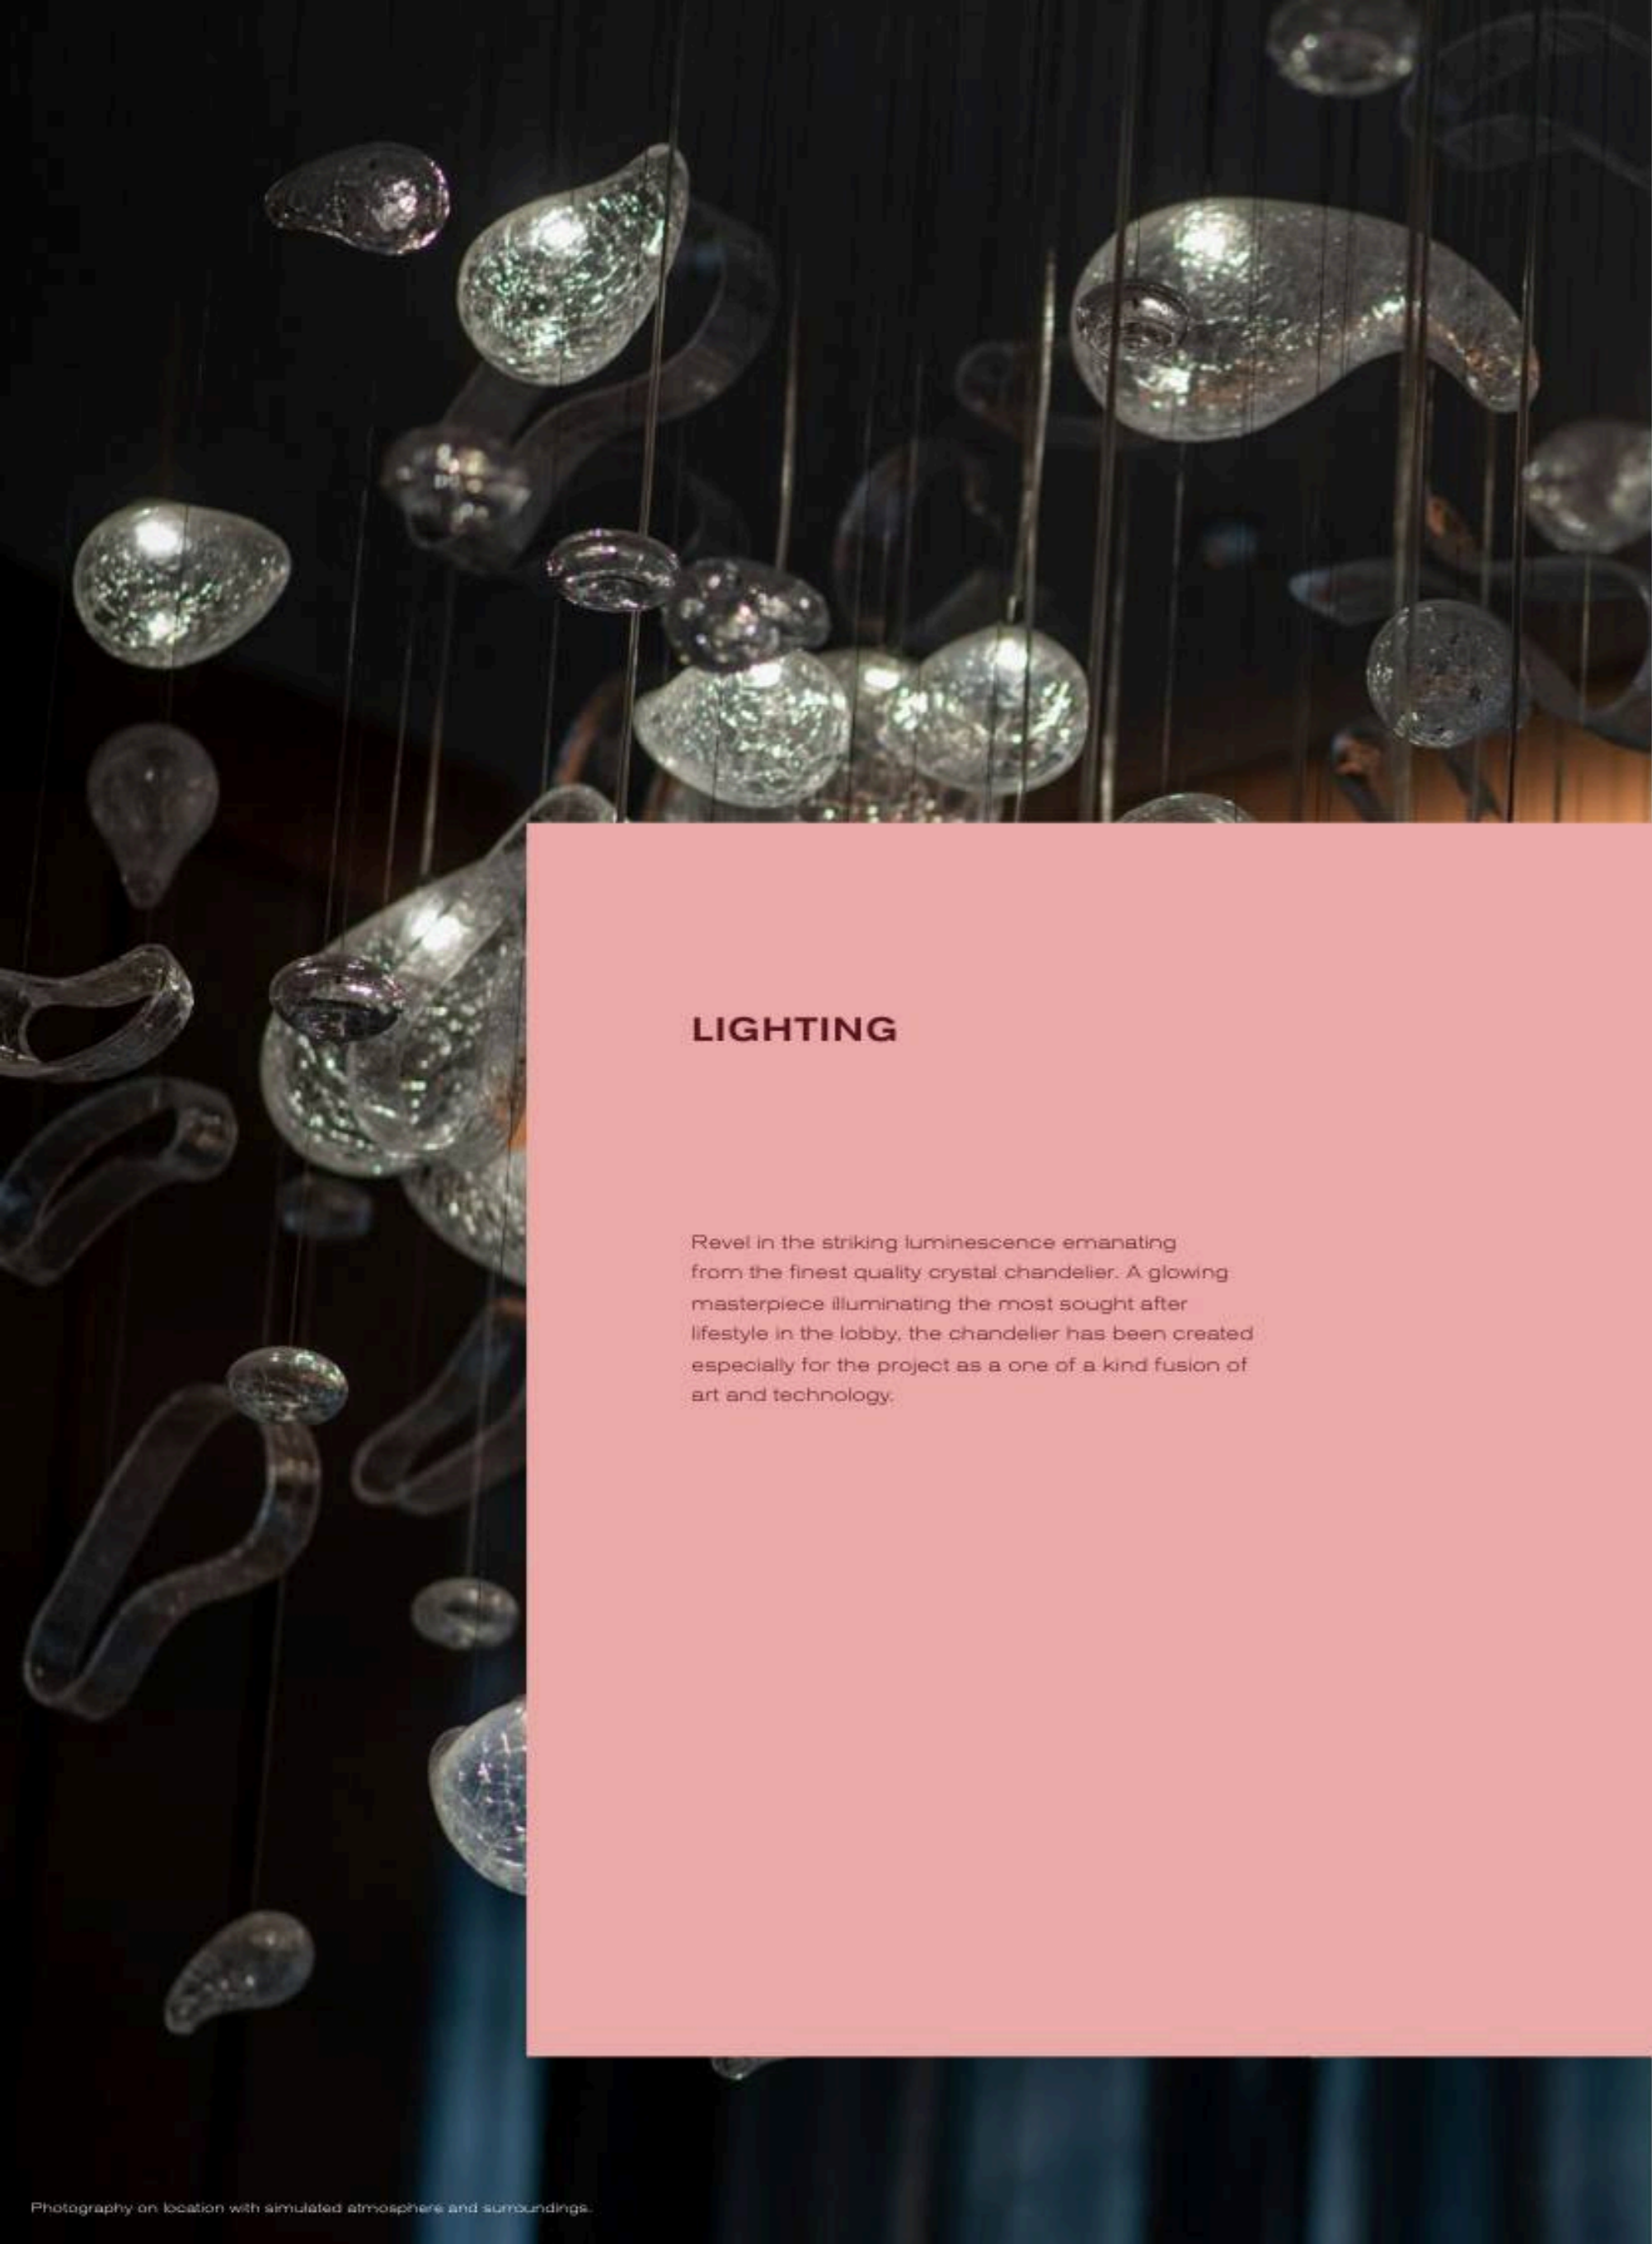 LIGHTING
Revel in the striking luminescence emanating
from the finest quality crystal chandelier. A glowing
masterpiece illuminating the most sought after
lifestyle in the lobby, the chandelier has been created
especially for the project as a one of a kind fusion of
art and technology.
Photography on location with simulated atmosphere and surroundings.